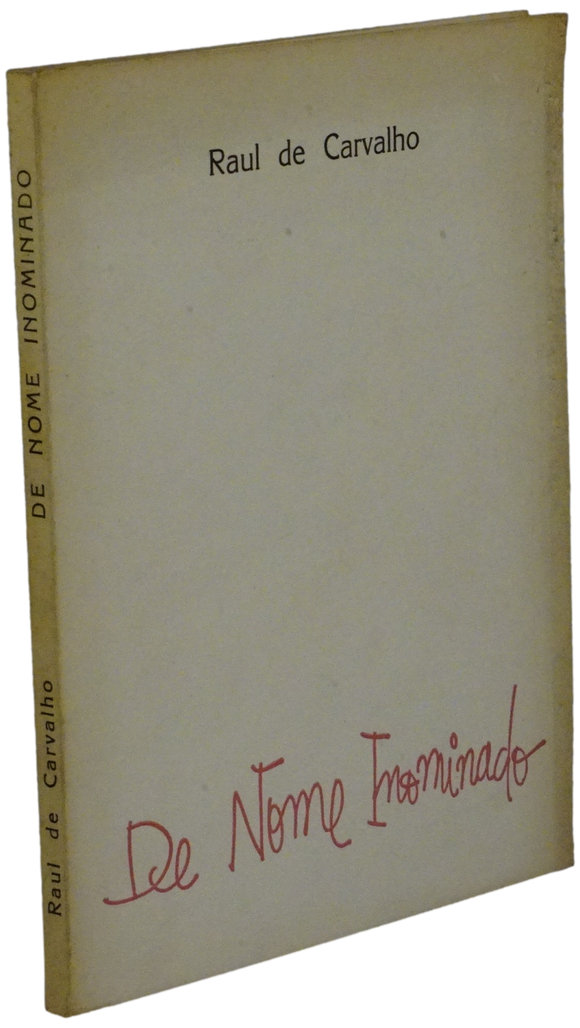 Raul de Carvalho
De Nome Inominado
Raul de Carvalho
DE NOME INOMINADO